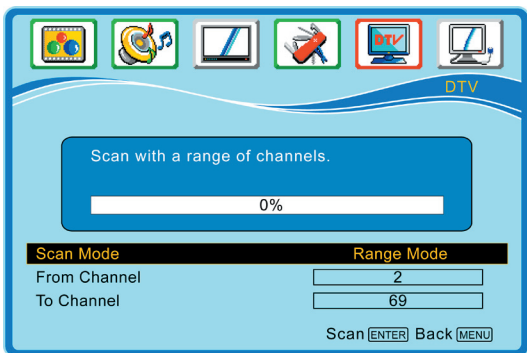 DTV
DTV
Scan with a range of channels.
0%
Scan Mode Range Mode
From Channel 2
To Channel 69
Scan ENTER Back MENU